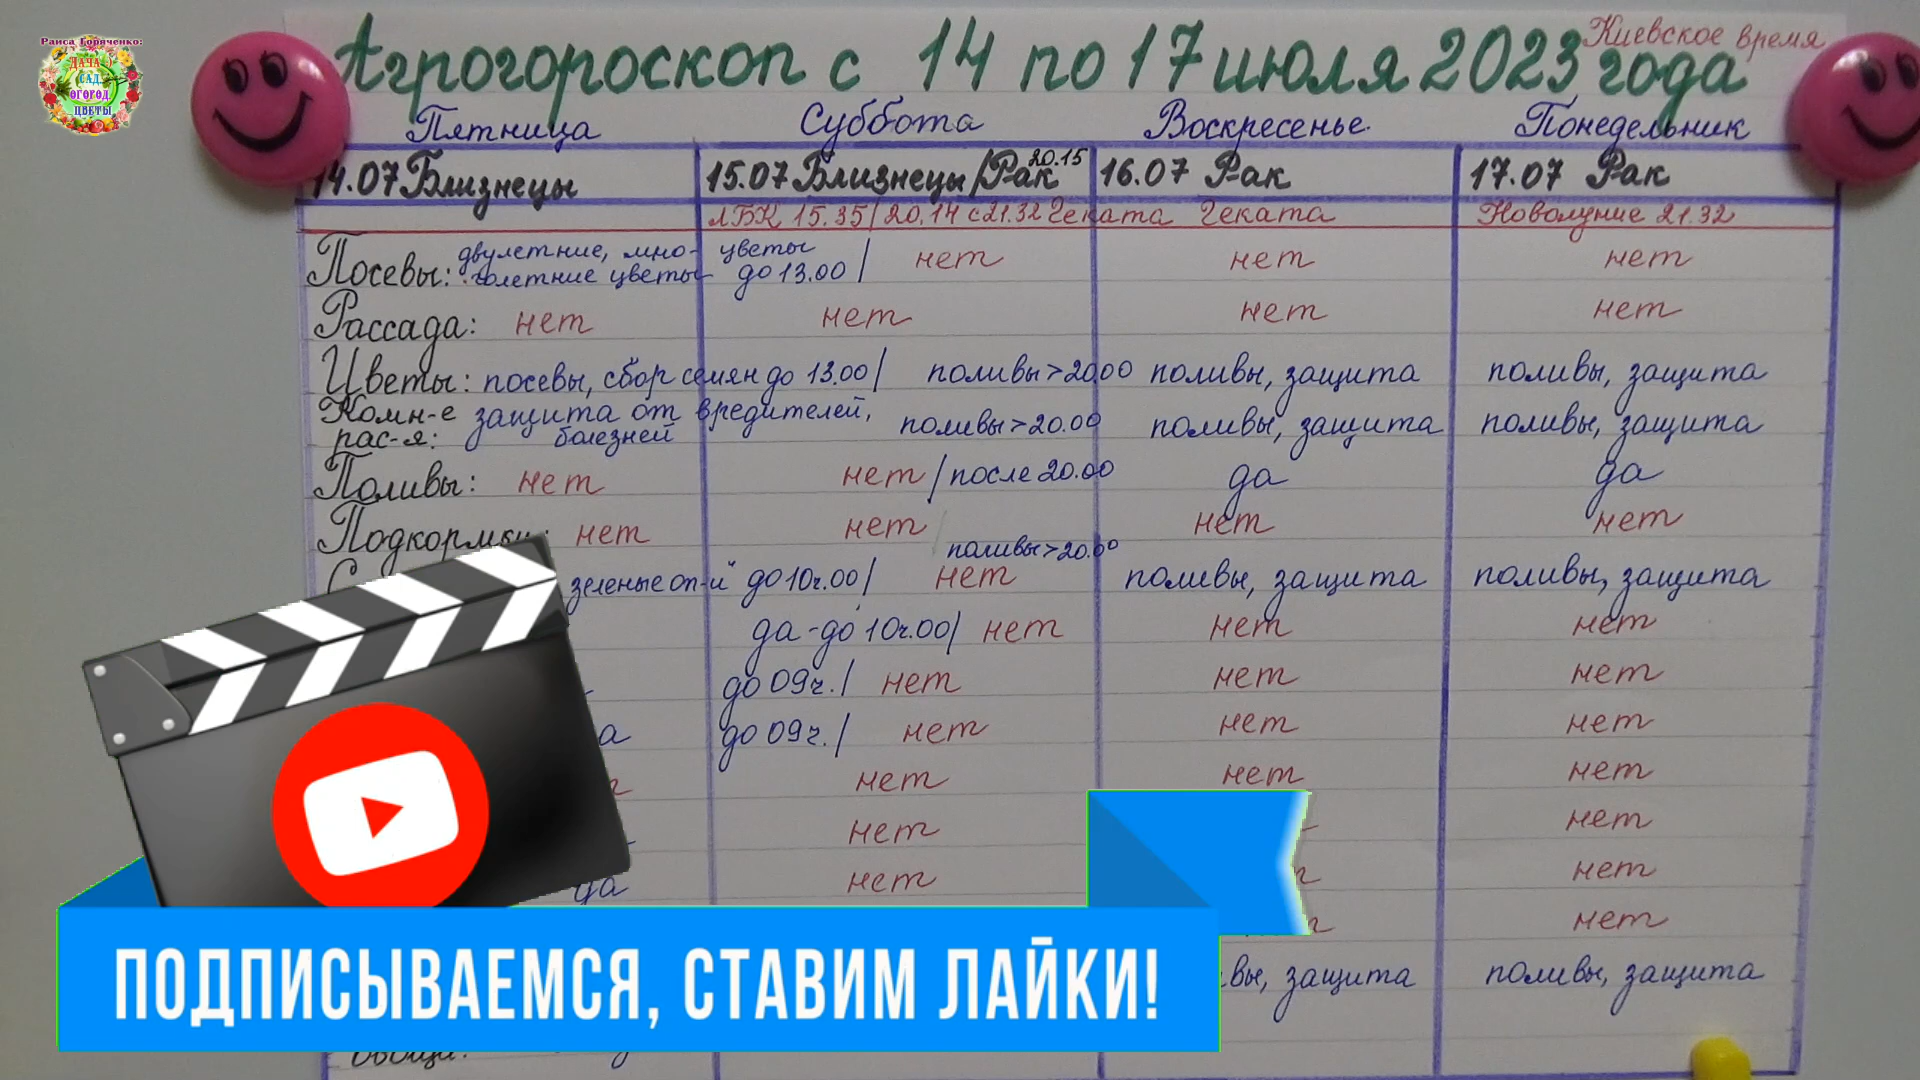 Раиса Горяченко:
ДАЧА
САД
ОГОРОД
ЦВЕТЫ
Агрогороскоп с 14 по 17 июля 2023 года
Киевское время
Пятница Суббота Воскресенье. Понедельник
14.07 Близнецы 15.07 Близнецы/Рак 20.15 16.07 Рак 17.07 Рак
ЛБК 15.35/20.14 с 21.32 Геката Геката Новолуние 21.32
Посевы: двулетние, мно- цветы нет нет нет
голетние цветы до 13.00/
Рассада: нет нет нет нет
Цветы: посевы, сбор семян до 13.00/ поливы>20.00 поливы, защита поливы, защита
Комн-е защита от вредителей, поливы>20.00 поливы, защита поливы, защита
рас-я: болезней
Поливы: нет нет/после 20.00 да да
Подкормки: нет нет нет нет
поливы>20.00
зеленые оп-й до 10ч.00/ нет поливы, защита поливы, защита
да-до 10ч.00/ нет нет нет
до 09ч./ нет нет нет
до 09ч./ нет нет нет
нет нет нет
нет нет
да нет нет
нет
защита поливы, защита
овощи:
ПОДПИСЫВАЕМСЯ, СТАВИМ ЛАЙКИ!